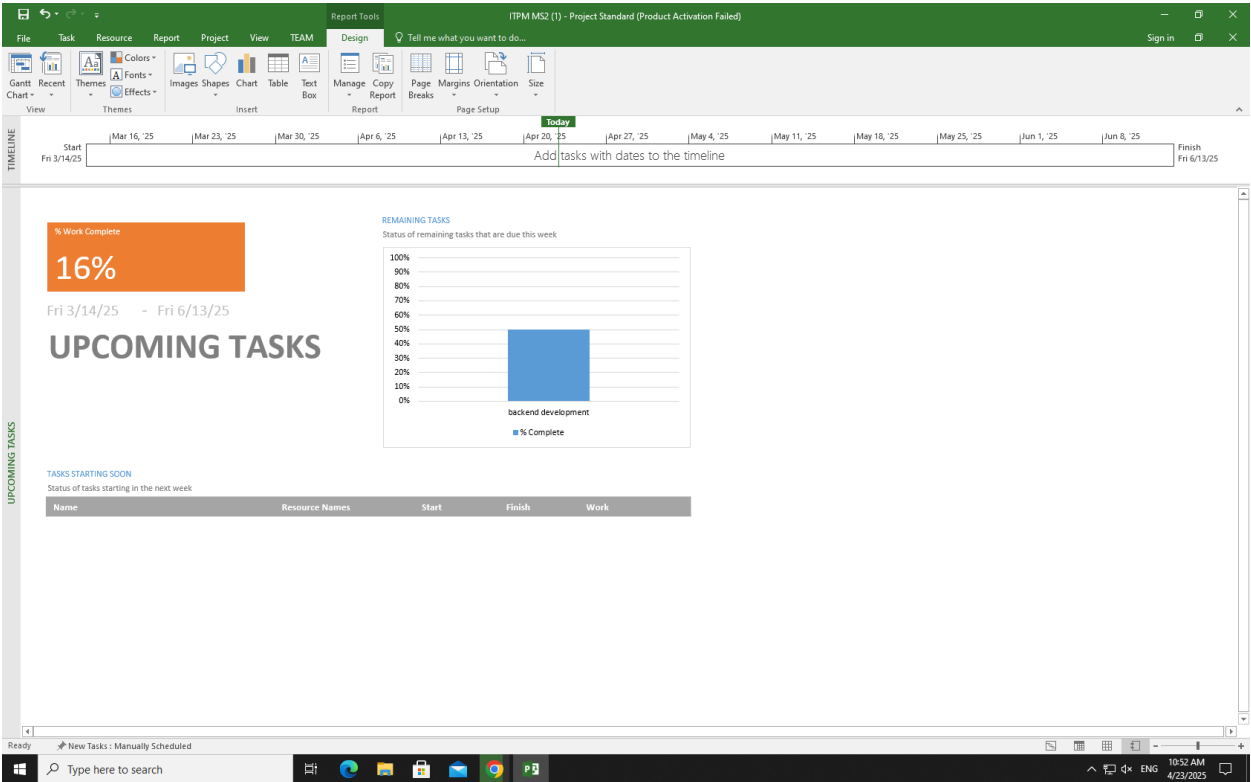 Report Tools
ITPM MS2 (1) - Project Standard (Product Activation Failed)
File Task Resource Report Project View TEAM Design Tell me what you want to do... Sign in
Gantt Chart
Recent
View
Themes
Colors
Fonts
Effects
Themes
Images
Shapes
Chart
Table
Text Box
Insert
Manage
Copy Report
Report
Page Breaks
Margins
Orientation
Size
Page Setup
TIMELINE
Today
Mar 16, '25 Mar 23, '25 Mar 30, '25 Apr 6, '25 Apr 13, '25 Apr 20, '25 Apr 27, '25 May 4, '25 May 11, '25 May 18, '25 May 25, '25 Jun 1, '25 Jun 8, '25
Start
Fri 3/14/25
Add tasks with dates to the timeline
Finish
Fri 6/13/25
UPCOMING TASKS
% Work Complete
16%
Fri 3/14/25 - Fri 6/13/25
UPCOMING TASKS
REMAINING TASKS
Status of remaining tasks that are due this week
100%
90%
80%
70%
60%
50%
40%
30%
20%
10%
0%
backend development
% Complete
TASKS STARTING SOON
Status of tasks starting in the next week
Name Resource Names Start Finish Work
Ready New Tasks : Manually Scheduled
Type here to search
ENG
10:52 AM
4/23/2025